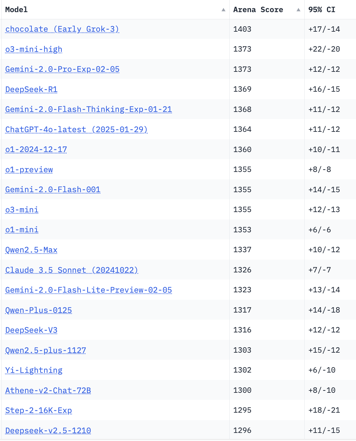 Model Arena Score 95% CI
chocolate (Early Grok-3) 1403 +17/-14
o3-mini-high 1373 +22/-20
Gemini-2.0-Pro-Exp-02-05 1373 +12/-12
DeepSeek-R1 1369 +16/-15
Gemini-2.0-Flash-Thinking-Exp-01-21 1368 +11/-12
ChatGPT-4o-latest (2025-01-29) 1364 +11/-12
o1-2024-12-17 1360 +10/-11
o1-preview 1355 +8/-8
Gemini-2.0-Flash-001 1355 +14/-15
o3-mini 1355 +12/-13
o1-mini 1353 +6/-6
Qwen2.5-Max 1337 +10/-12
Claude 3.5 Sonnet (20241022) 1326 +7/-7
Gemini-2.0-Flash-Lite-Preview-02-05 1323 +13/-14
Qwen-Plus-0125 1317 +14/-18
DeepSeek-V3 1316 +12/-12
Qwen2.5-plus-1127 1303 +15/-12
Yi-Lightning 1302 +6/-10
Athene-v2-Chat-72B 1300 +8/-10
Step-2-16K-Exp 1295 +18/-21
Deepseek-v2.5-1210 1296 +11/-15